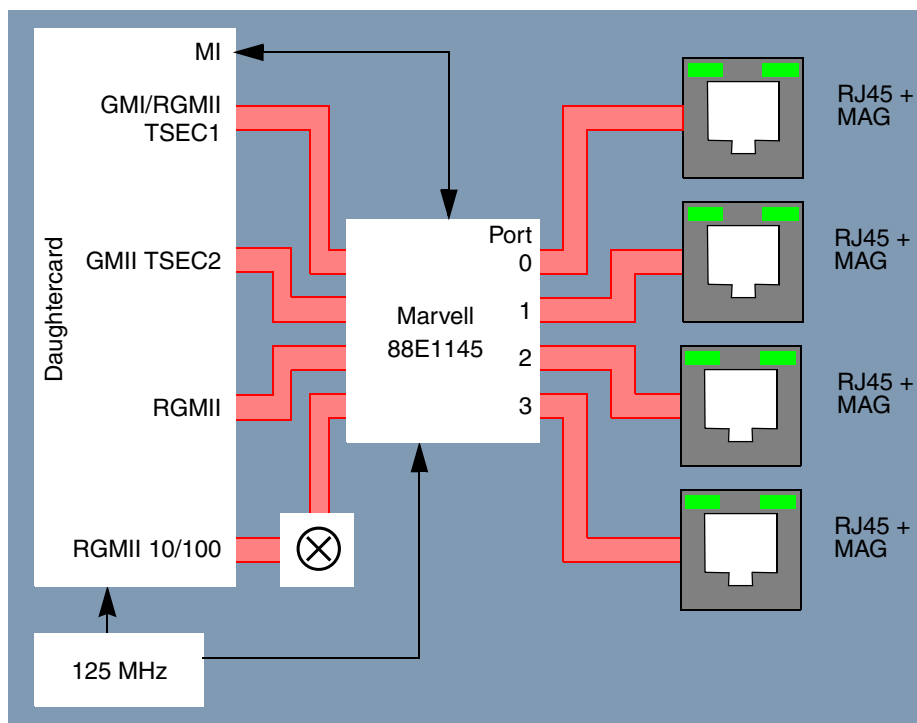 MI
GMI/RGMII
TSEC1
GMII TSEC2
RGMII
RGMII 10/100
Daughtercard
125 MHz
Marvell
88E1145
Port
0
1
2
3
RJ45 +
MAG
RJ45 +
MAG
RJ45 +
MAG
RJ45 +
MAG